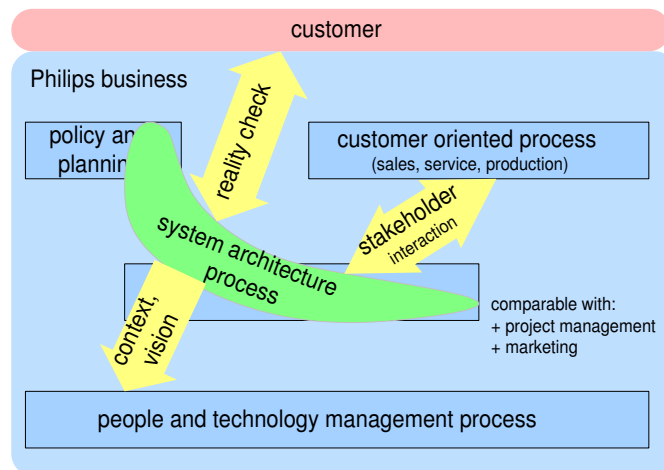 customer
Philips business
policy an
planning
reality check
customer oriented process
(sales, service, production)
stakeholder
interaction
system architecture
process
context,
vision
comparable with:
+ project management
+ marketing
people and technology management process